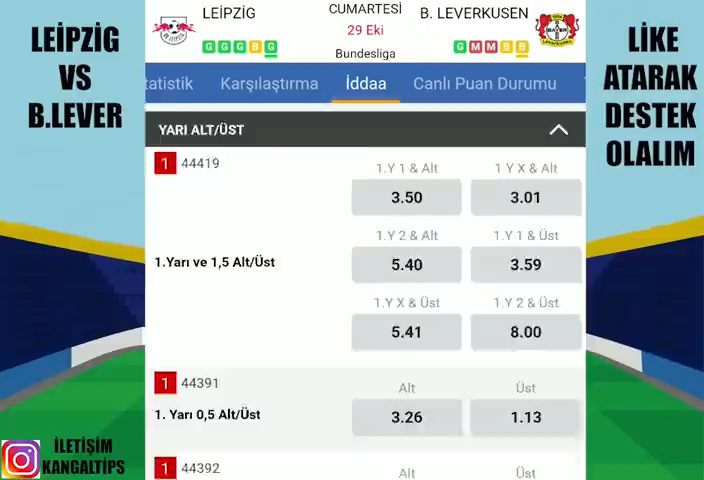 LEİPZİG
VS
B.LEVER
LEİPZİG
G G G B G
CUMARTESİ
29 Eki
Bundesliga
B. LEVERKUSEN
G M M B B
LİKE
ATARAK
DESTEK
OLALIM
tatistik Karşılaştırma İddaa Canlı Puan Durumu
YARI ALT/ÜST
1 44419
1.Y 1 & Alt 1 Y X & Alt
3.50 3.01
1.Y 2 & Alt 1.Y 1 & Üst
1.Yarı ve 1,5 Alt/Üst
5.40 3.59
1.Y X & Üst 1.Y 2 & Üst
5.41 8.00
1 44391
Alt Üst
1. Yarı 0,5 Alt/Üst
3.26 1.13
1 44392
Alt Üst
İLETİŞİM
KANGALTİPS